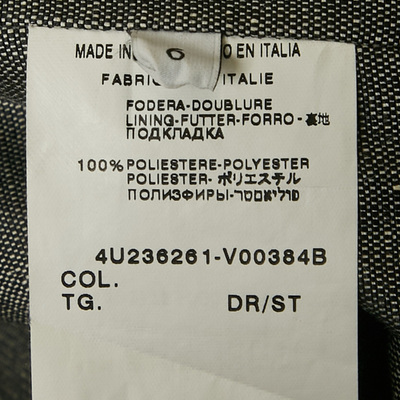 MADE IN O EN ITALIA
FABRI ITALIE
FODERA-DOUBLURE
LINING-FUTTER-FORRO-裏地
ПОДКЛАДКА
100% POLIESTERE-POLYESTER
POLIESTER-ポリエステル
ПОЛИЭФИРЫ-פוליאסטר
4U236261-V00384B
COL.
TG. DR/ST